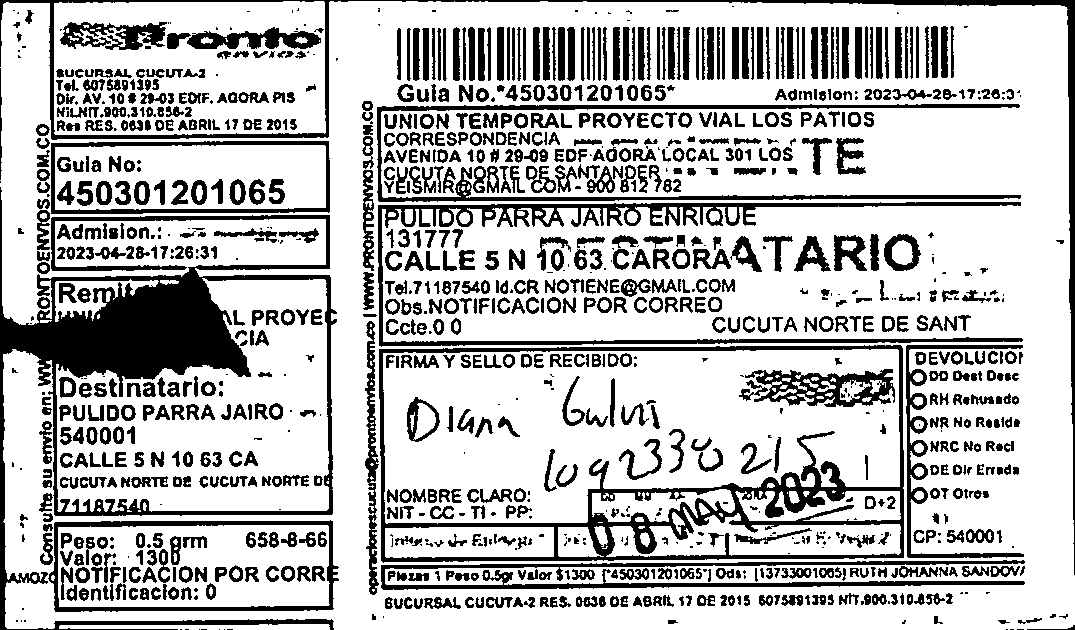 Pronto
envios
SUCURSAL CUCUTA-2
Tel. 6075891395
Dir. AV. 10 # 29-03 EDIF. AGORA PIS
NiI.NIT.900.310.856-2
Res RES. 0636 DE ABRIL 17 DE 2015
Guia No:
450301201065
Admision.:
2023-04-28-17:26:31
Remit
AL PROYEC
CIA
Destinatario:
PULIDO PARRA JAIRO
540001
CALLE 5 N 10 63 CA
CUCUTA NORTE DE CUCUTA NORTE DE
71187540
Peso: 0.5 grm 658-8-66
Valor: 1300
NOTIFICACION POR CORRE
Identificacion: 0
Consulte su envio en: WW RONTOENVIOS.COM.CO
AMOZO
operacionescucuta@prontoenvios.com.co | WWW.PRONTOENVIOS.COM.CO
Guia No.*450301201065*
Admision: 2023-04-28-17:26:31
UNION TEMPORAL PROYECTO VIAL LOS PATIOS
CORRESPONDENCIA
AVENIDA 10 # 29-09 EDF AGORA LOCAL 301 LOS
CUCUTA NORTE DE SANTANDER
YEISMIR@GMAIL COM - 900 812 782
TE
PULIDO PARRA JAIRO ENRIQUE
131777
DESTINATARIO
CALLE 5 N 10 63 CARORA
Tel.71187540 Id.CR NOTIENE@GMAIL.COM
Obs.NOTIFICACION POR CORREO
Ccte.0 0 CUCUTA NORTE DE SANT
FIRMA Y SELLO DE RECIBIDO:
Diana
1092338215
08 MAY 2023
NOMBRE CLARO:
NIT - CC - TI - PP:
D+2
DEVOLUCION
DD Dest Desc
RH Rehusado
NR No Reside
NRC No Recl
DE Dir Errada
OT Otros
CP: 540001
Piezas 1 Peso 0.5gr Valor $1300 [*450301201065*] Ods: [13733001065] RUTH JOHANNA SANDOV
SUCURSAL CUCUTA-2 RES. 0636 DE ABRIL 17 DE 2015 6075891395 NIT.900.310.856-2